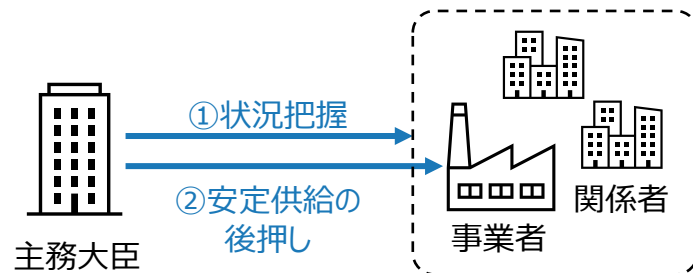 ①状況把握
②安定供給の
後押し
主務大臣
事業者
関係者